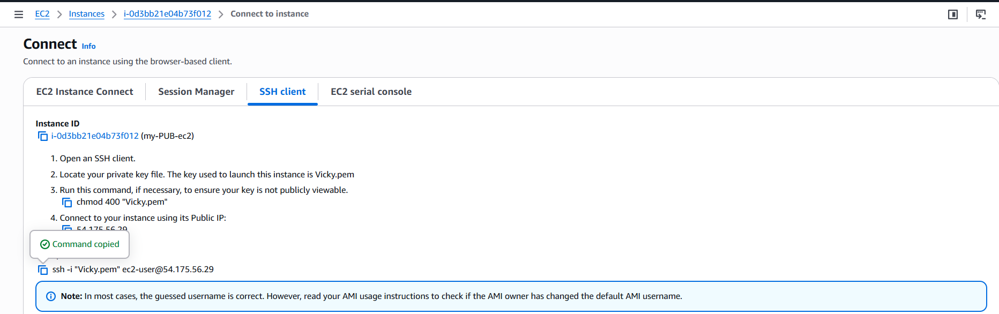 EC2 > Instances > i-0d3bb21e04b73f012 > Connect to instance
Connect Info
Connect to an instance using the browser-based client.
EC2 Instance Connect
Session Manager
SSH client
EC2 serial console
Instance ID
i-0d3bb21e04b73f012 (my-PUB-ec2)
1. Open an SSH client.
2. Locate your private key file. The key used to launch this instance is Vicky.pem
3. Run this command, if necessary, to ensure your key is not publicly viewable.
chmod 400 "Vicky.pem"
4. Connect to your instance using its Public IP:
54.175.56.29
Command copied
ssh -i "Vicky.pem" ec2-user@54.175.56.29
Note: In most cases, the guessed username is correct. However, read your AMI usage instructions to check if the AMI owner has changed the default AMI username.